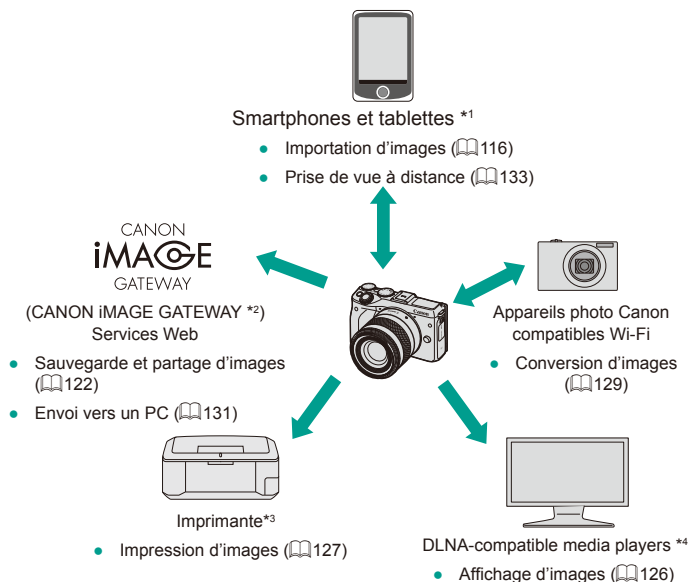 Smartphones et tablettes *1
● Importation d'images (116)
● Prise de vue à distance (133)
CANON
iMAGE
GATEWAY
(CANON iMAGE GATEWAY *2)
Services Web
● Sauvegarde et partage d'images
(122)
● Envoi vers un PC (131)
Canon
Appareils photo Canon
compatibles Wi-Fi
● Conversion d'images
(129)
Imprimante*3
● Impression d'images (127)
DLNA-compatible media players *4
● Affichage d'images (126)